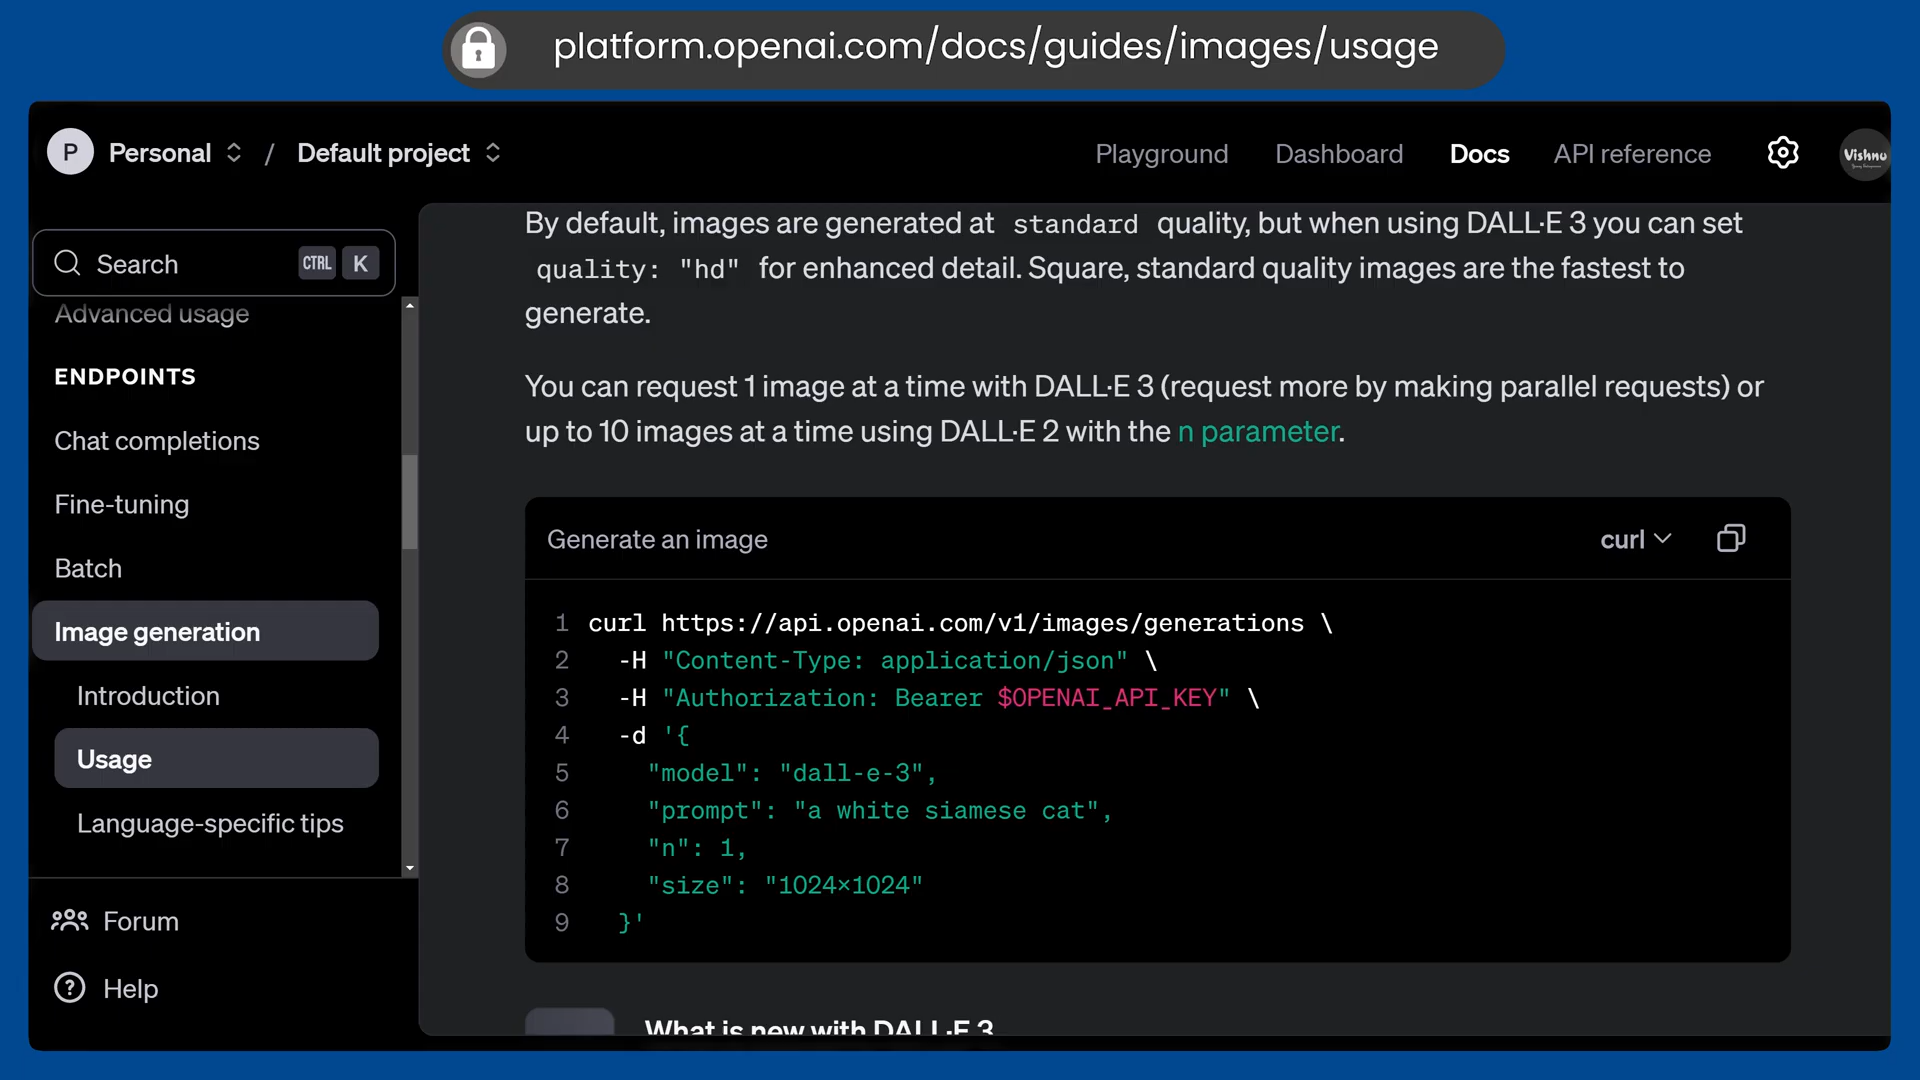 platform.openai.com/docs/guides/images/usage
P Personal / Default project
Playground Dashboard Docs API reference
Vishnu
Search CTRL K
Advanced usage
ENDPOINTS
Chat completions
Fine-tuning
Batch
Image generation
Introduction
Usage
Language-specific tips
Forum
? Help
By default, images are generated at standard quality, but when using DALL·E 3 you can set
quality: "hd" for enhanced detail. Square, standard quality images are the fastest to
generate.
You can request 1 image at a time with DALL·E 3 (request more by making parallel requests) or
up to 10 images at a time using DALL·E 2 with the n parameter.
Generate an image curl
1 curl https://api.openai.com/v1/images/generations \
2 -H "Content-Type: application/json" \
3 -H "Authorization: Bearer $OPENAI_API_KEY" \
4 -d '{
5 "model": "dall-e-3",
6 "prompt": "a white siamese cat",
7 "n": 1,
8 "size": "1024×1024"
9 }'
What is new with DALL·E 3